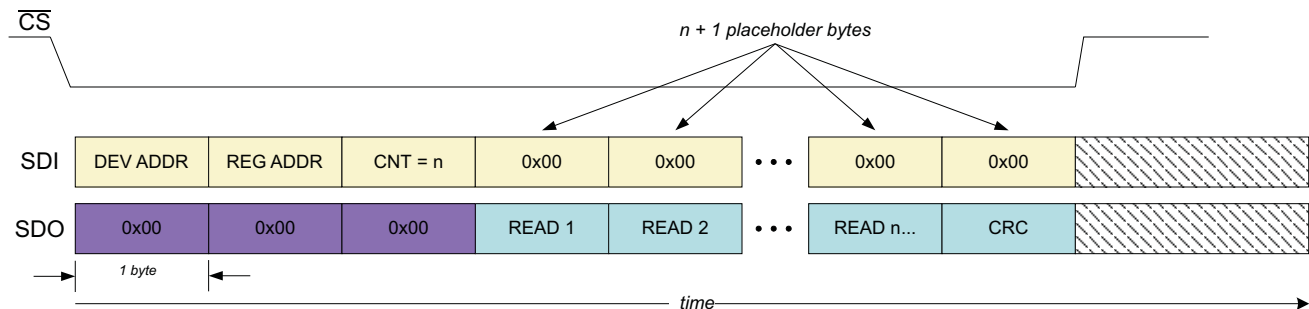 CS
n + 1 placeholder bytes
SDI DEV ADDR REG ADDR CNT = n 0x00 0x00 • • • 0x00 0x00
SDO 0x00 0x00 0x00 READ 1 READ 2 • • • READ n... CRC
1 byte
time